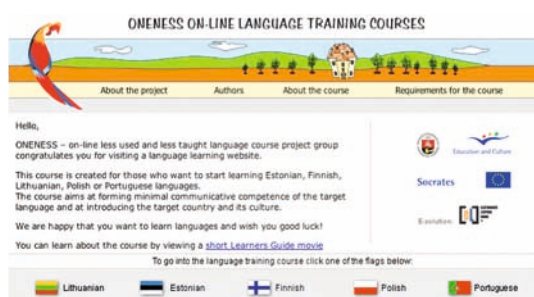 ONENESS ON-LINE LANGUAGE TRAINING COURSES
About the project Authors About the course Requirements for the course
Hello,
ONENESS – on-line less used and less taught language course project group
congratulates you for visiting a language learning website.
This course is created for those who want to start learning Estonian, Finnish,
Lithuanian, Polish or Portuguese languages.
The course aims at forming minimal communicative competence of the target
language and at introducing the target country and its culture.
We are happy that you want to learn languages and wish you good luck!
You can learn about the course by viewing a short Learners Guide movie
Education and Culture
Socrates
To go into the language training course click one of the flags below:
Lithuanian Estonian Finnish Polish Portuguese